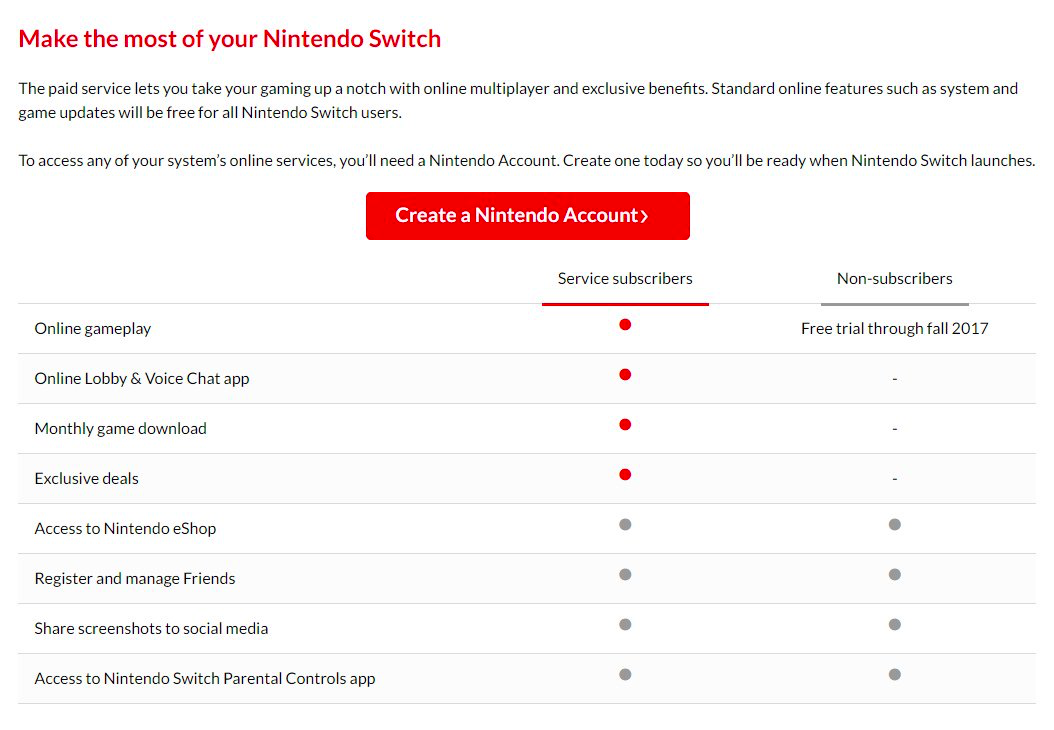 Make the most of your Nintendo Switch
The paid service lets you take your gaming up a notch with online multiplayer and exclusive benefits. Standard online features such as system and
game updates will be free for all Nintendo Switch users.
To access any of your system’s online services, you’ll need a Nintendo Account. Create one today so you’ll be ready when Nintendo Switch launches.
Create a Nintendo Account›
Service subscribers Non-subscribers
Online gameplay Free trial through fall 2017
Online Lobby & Voice Chat app -
Monthly game download -
Exclusive deals -
Access to Nintendo eShop
Register and manage Friends
Share screenshots to social media
Access to Nintendo Switch Parental Controls app